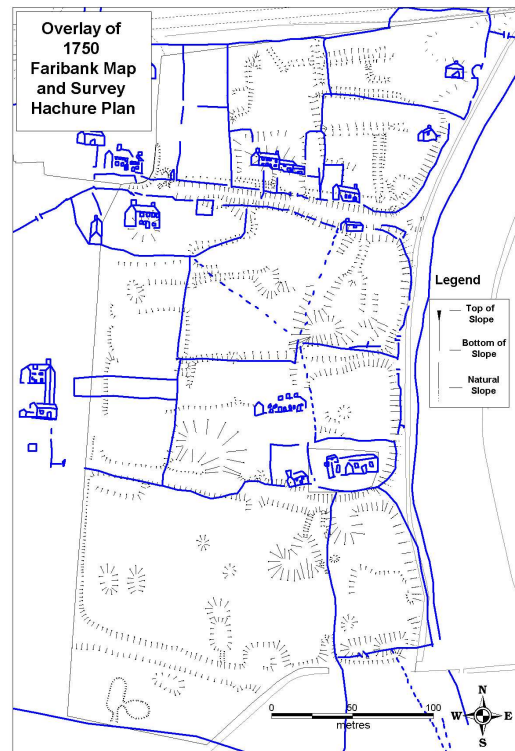 Overlay of
1750
Faribank Map
and Survey
Hachure Plan
Legend
Top of
Slope
Bottom of
Slope
Natural
Slope
0 50 100
metres
N
W E
S